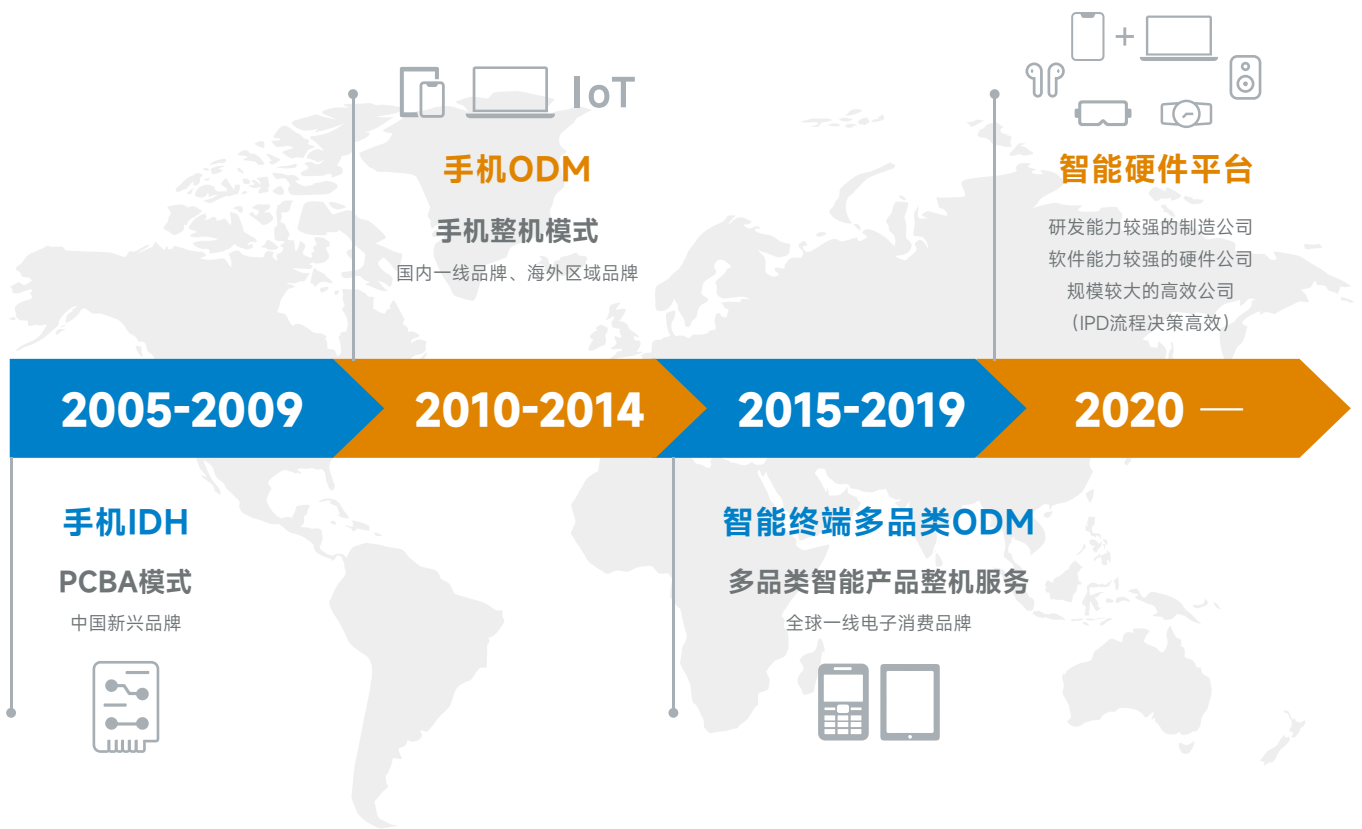 IoT
手机ODM
手机整机模式
国内一线品牌、海外区域品牌
+
智能硬件平台
研发能力较强的制造公司
软件能力较强的硬件公司
规模较大的高效公司
（IPD流程决策高效）
2005-2009
2010-2014
2015-2019
2020 —
手机IDH
PCBA模式
中国新兴品牌
智能终端多品类ODM
多品类智能产品整机服务
全球一线电子消费品牌